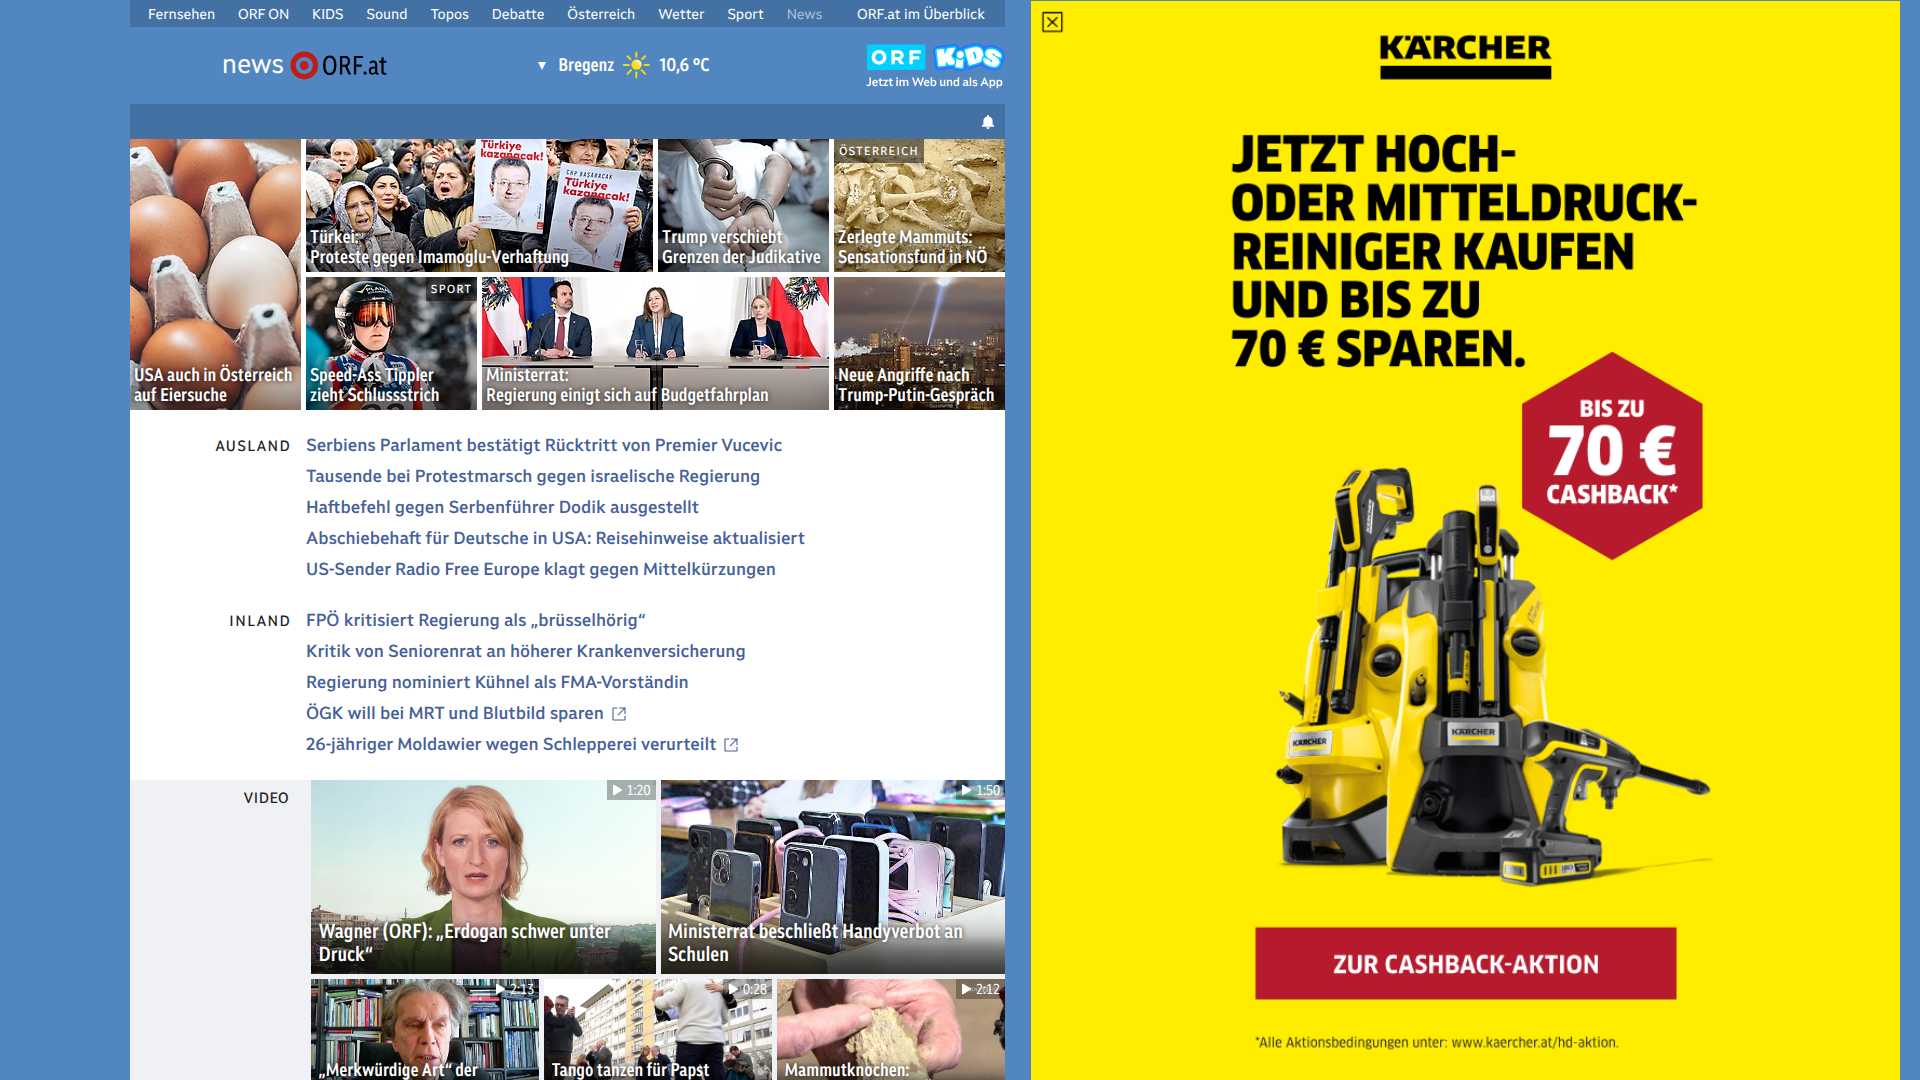 Fernsehen ORF ON KIDS Sound Topos Debatte Österreich Wetter Sport News ORF.at im Überblick
news ORF.at
Bregenz 10,6 °C
ORF KiDS
Jetzt im Web und als App
USA auch in Österreich
auf Eiersuche
Türkiye
kazanacak!
CHP BAŞARACAK
Türkiye
kazanacak!
Türkei:
Proteste gegen Imamoglu-Verhaftung
Trump verschiebt
Grenzen der Judikative
ÖSTERREICH
Zerlegte Mammuts:
Sensationsfund in NÖ
SPORT
Speed-Ass Tippler
zieht Schlussstrich
Ministerrat:
Regierung einigt sich auf Budgetfahrplan
Neue Angriffe nach
Trump-Putin-Gespräch
AUSLAND
Serbiens Parlament bestätigt Rücktritt von Premier Vucevic
Tausende bei Protestmarsch gegen israelische Regierung
Haftbefehl gegen Serbenführer Dodik ausgestellt
Abschiebehaft für Deutsche in USA: Reisehinweise aktualisiert
US-Sender Radio Free Europe klagt gegen Mittelkürzungen
INLAND
FPÖ kritisiert Regierung als „brüsselhörig“
Kritik von Seniorenrat an höherer Krankenversicherung
Regierung nominiert Kühnel als FMA-Vorständin
ÖGK will bei MRT und Blutbild sparen
26-jähriger Moldawier wegen Schlepperei verurteilt
VIDEO
1:20
Wagner (ORF): „Erdogan schwer unter
Druck“
1:50
Ministerrat beschließt Handyverbot an
Schulen
2:13
„Merkwürdige Art“ der
0:28
Tango tanzen für Papst
2:12
Mammutknochen:
KÄRCHER
JETZT HOCH-
ODER MITTELDRUCK-
REINIGER KAUFEN
UND BIS ZU
70 € SPAREN.
BIS ZU
70 €
CASHBACK*
KÄRCHER
KÄRCHER
ZUR CASHBACK-AKTION
*Alle Aktionsbedingungen unter: www.kaercher.at/hd-aktion.